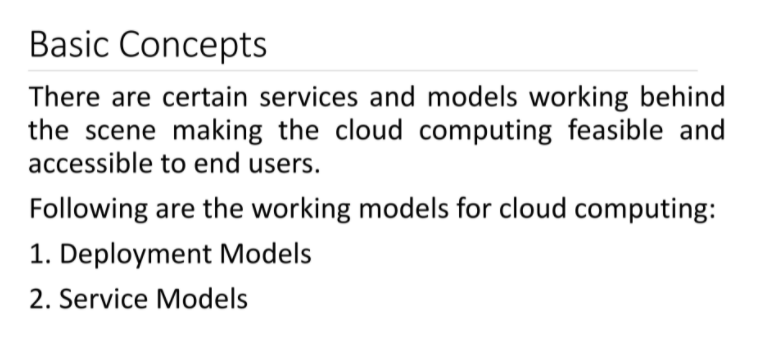 Basic Concepts
There are certain services and models working behind
the scene making the cloud computing feasible and
accessible to end users.
Following are the working models for cloud computing:
1. Deployment Models
2. Service Models